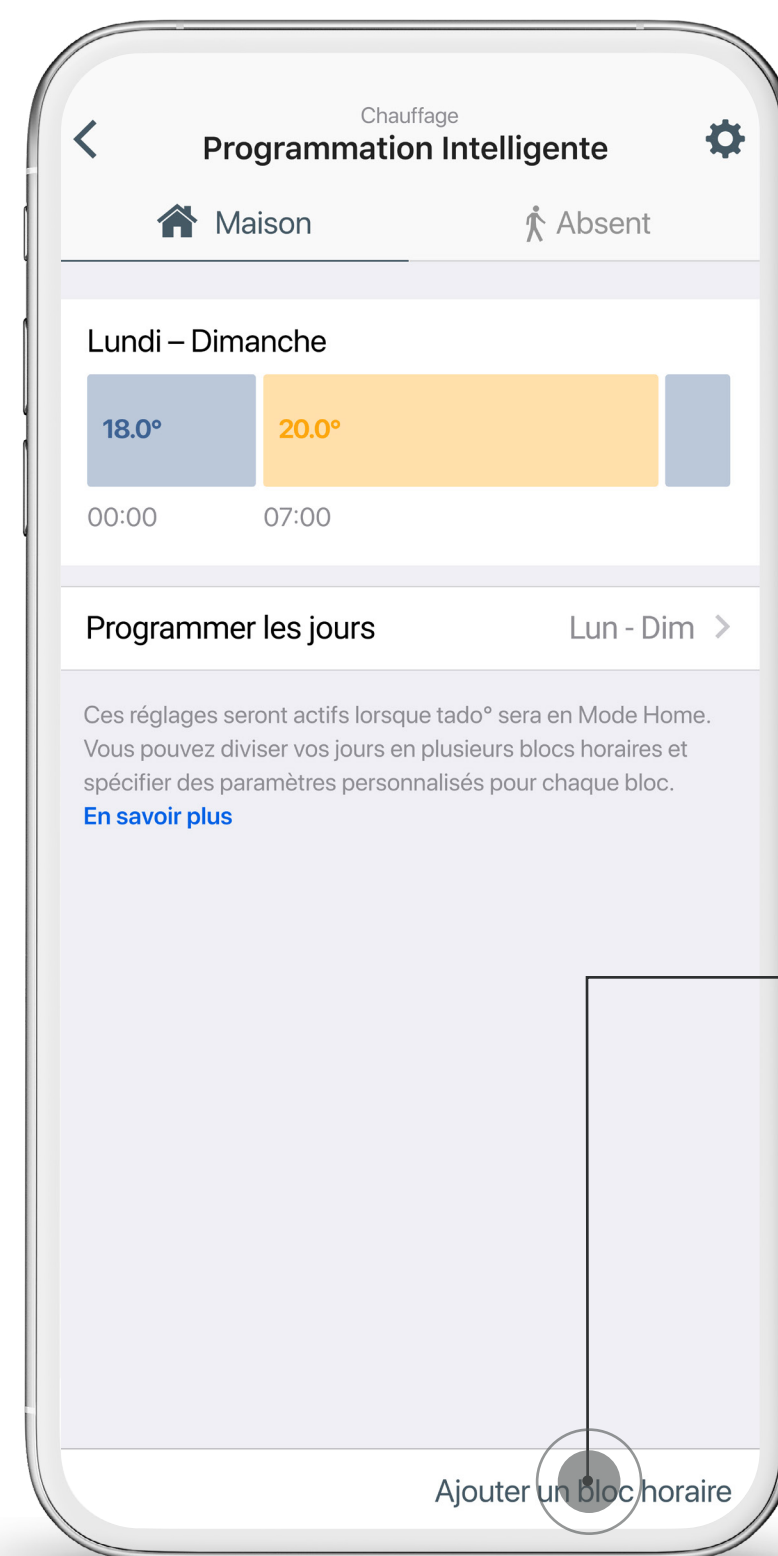 Chauffage
Programmation Intelligente
Maison
Absent
Lundi – Dimanche
18.0°
20.0°
00:00
07:00
Programmer les jours
Lun - Dim
Ces réglages seront actifs lorsque tado° sera en Mode Home.
Vous pouvez diviser vos jours en plusieurs blocs horaires et
spécifier des paramètres personnalisés pour chaque bloc.
En savoir plus
Ajouter un bloc horaire